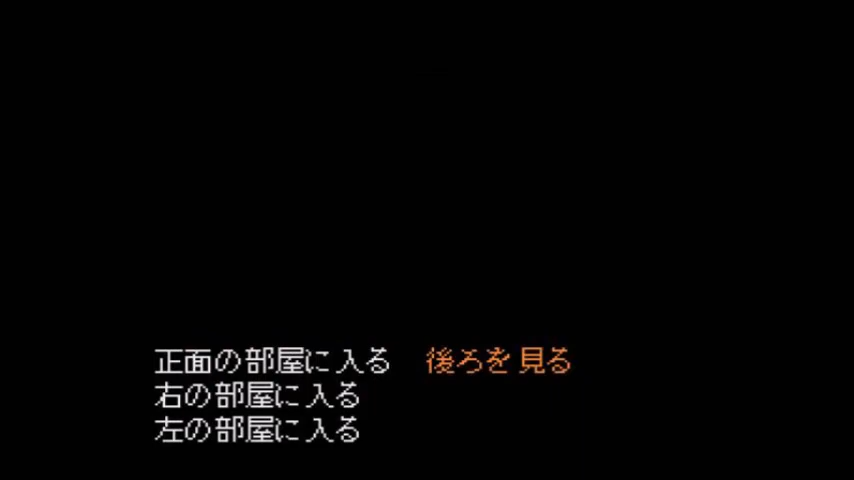 正面の部屋に入る　後ろを見る
右の部屋に入る
左の部屋に入る